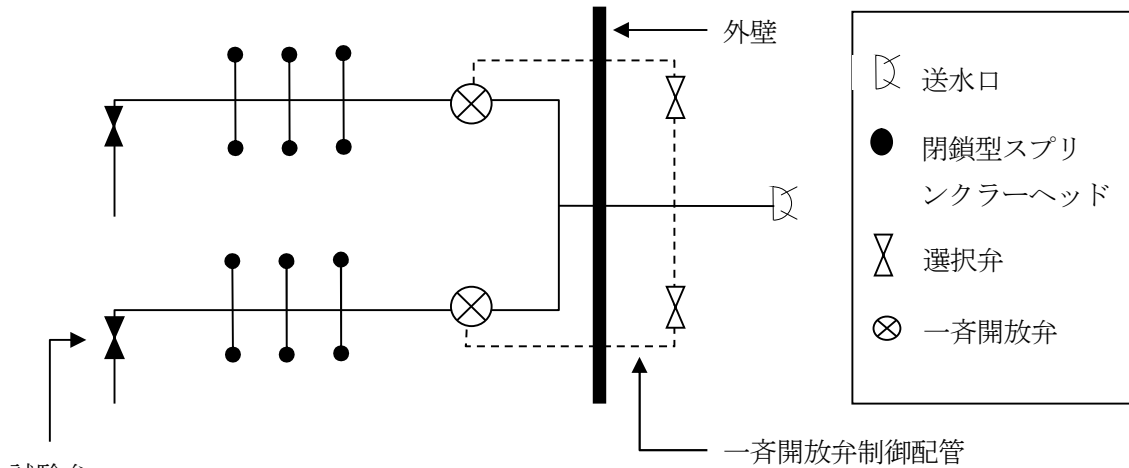 外壁
送水口
閉鎖型スプリ
ンクラーヘッド
選択弁
一斉開放弁
一斉開放弁制御配管